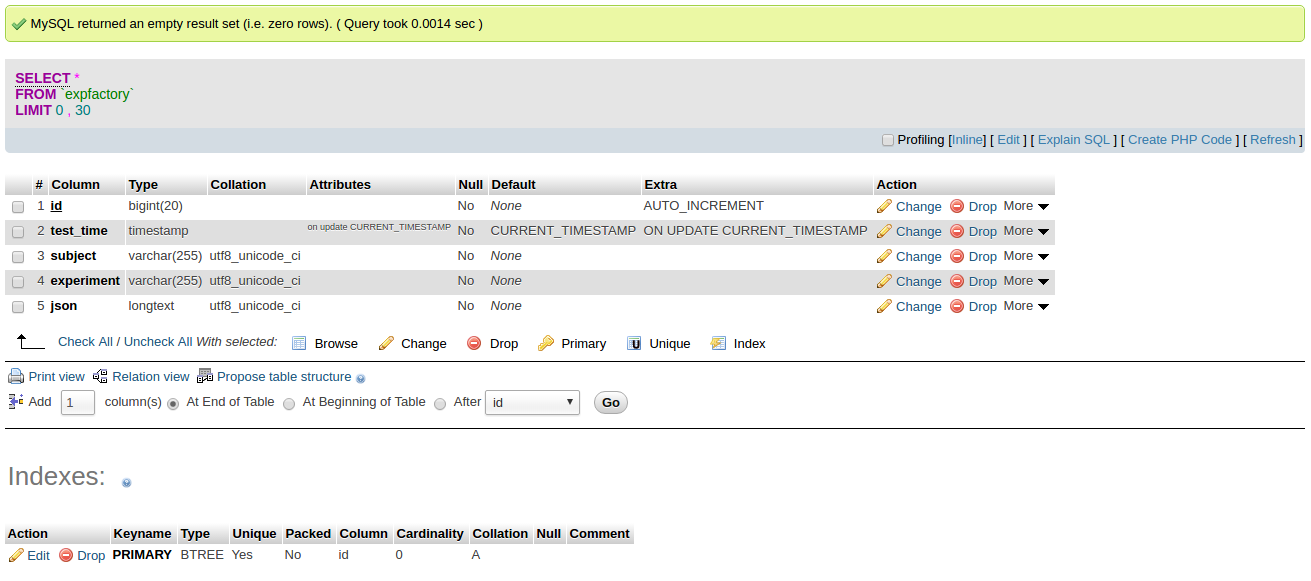 MySQL returned an empty result set (i.e. zero rows). ( Query took 0.0014 sec )
SELECT *
FROM `expfactory`
LIMIT 0 , 30
Profiling [Inline] [ Edit ] [ Explain SQL ] [ Create PHP Code ] [ Refresh ]
# Column Type Collation Attributes Null Default Extra Action
1 id bigint(20) No None AUTO_INCREMENT Change Drop More
2 test_time timestamp on update CURRENT_TIMESTAMP No CURRENT_TIMESTAMP ON UPDATE CURRENT_TIMESTAMP Change Drop More
3 subject varchar(255) utf8_unicode_ci No None Change Drop More
4 experiment varchar(255) utf8_unicode_ci No None Change Drop More
5 json longtext utf8_unicode_ci No None Change Drop More
Check All / Uncheck All With selected: Browse Change Drop Primary Unique Index
Print view Relation view Propose table structure
Add 1 column(s) At End of Table At Beginning of Table After id Go
Indexes:
Action Keyname Type Unique Packed Column Cardinality Collation Null Comment
Edit Drop PRIMARY BTREE Yes No id 0 A